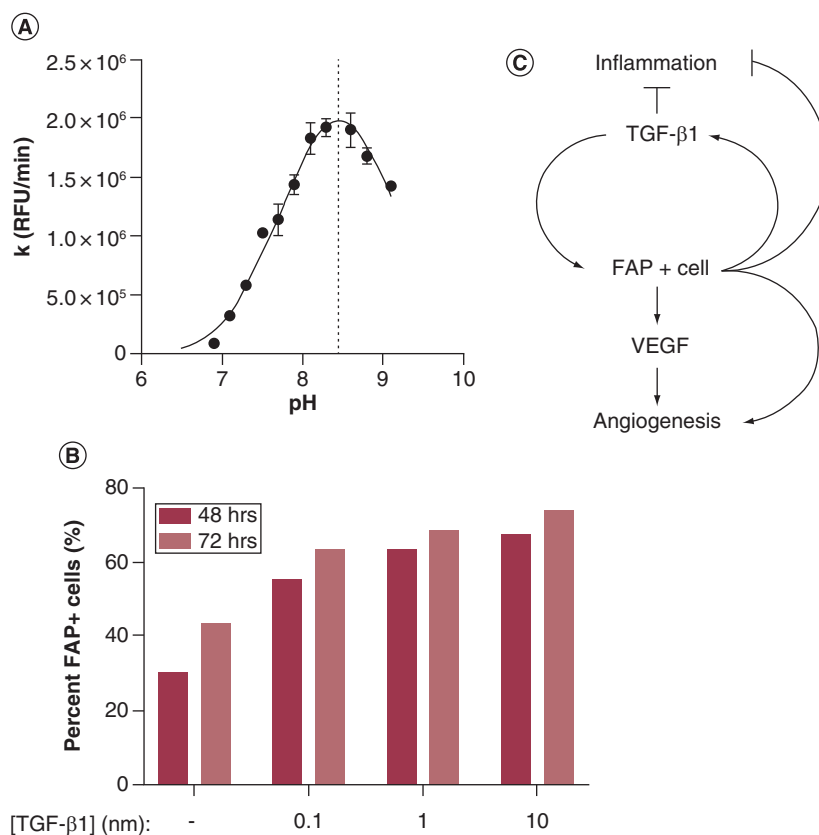 A
k (RFU/min)
2.5 × 10⁶
2.0 × 10⁶
1.5 × 10⁶
1.0 × 10⁶
5.0 × 10⁵
0
6 7 8 9 10
pH
C
Inflammation
TGF-β1
FAP + cell
VEGF
Angiogenesis
B
Percent FAP+ cells (%)
80
60
40
20
0
48 hrs
72 hrs
[TGF-β1] (nm): - 0.1 1 10